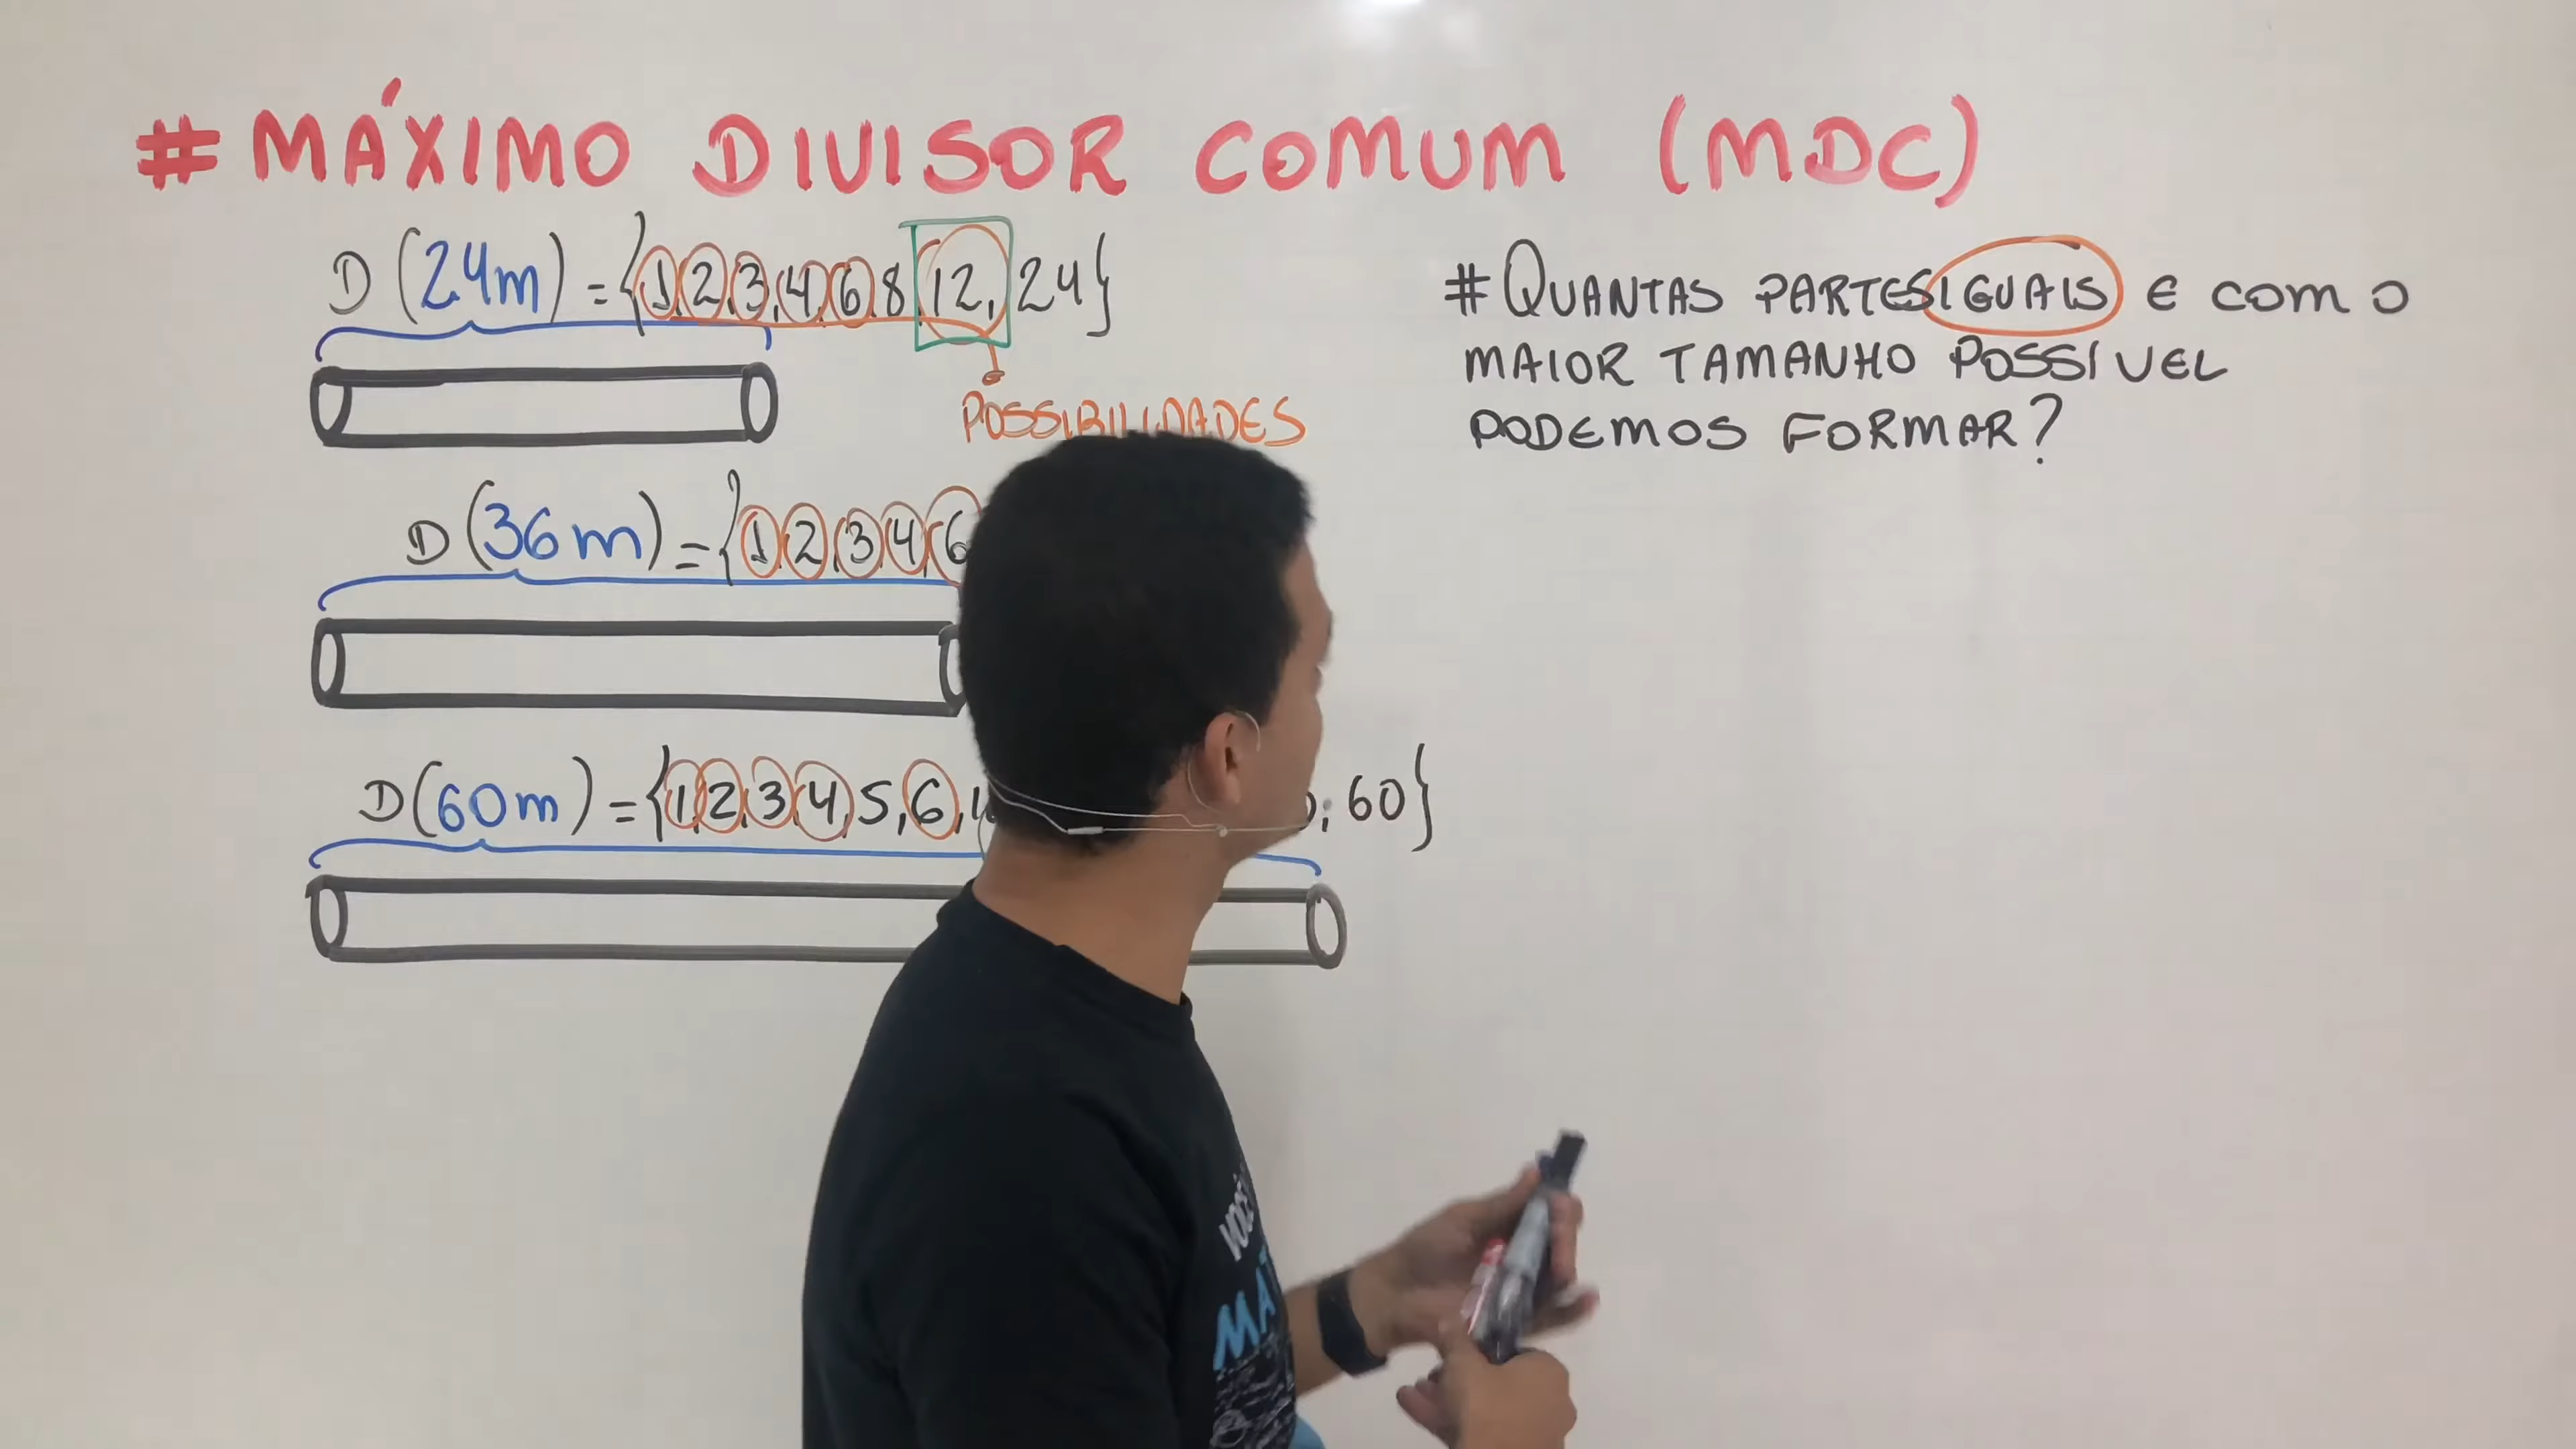 # MÁXIMO DIVISOR COMUM (MDC)
D (24m) = {1, 2, 3, 4, 6, 8, 12, 24}
POSSIBILIDADES
# QUANTAS PARTES IGUAIS E COM O
MAIOR TAMANHO POSSÍVEL
PODEMOS FORMAR?
D (36m) = {1, 2, 3, 4, 6
D (60m) = {1, 2, 3, 4, 5, 6, ; 60}